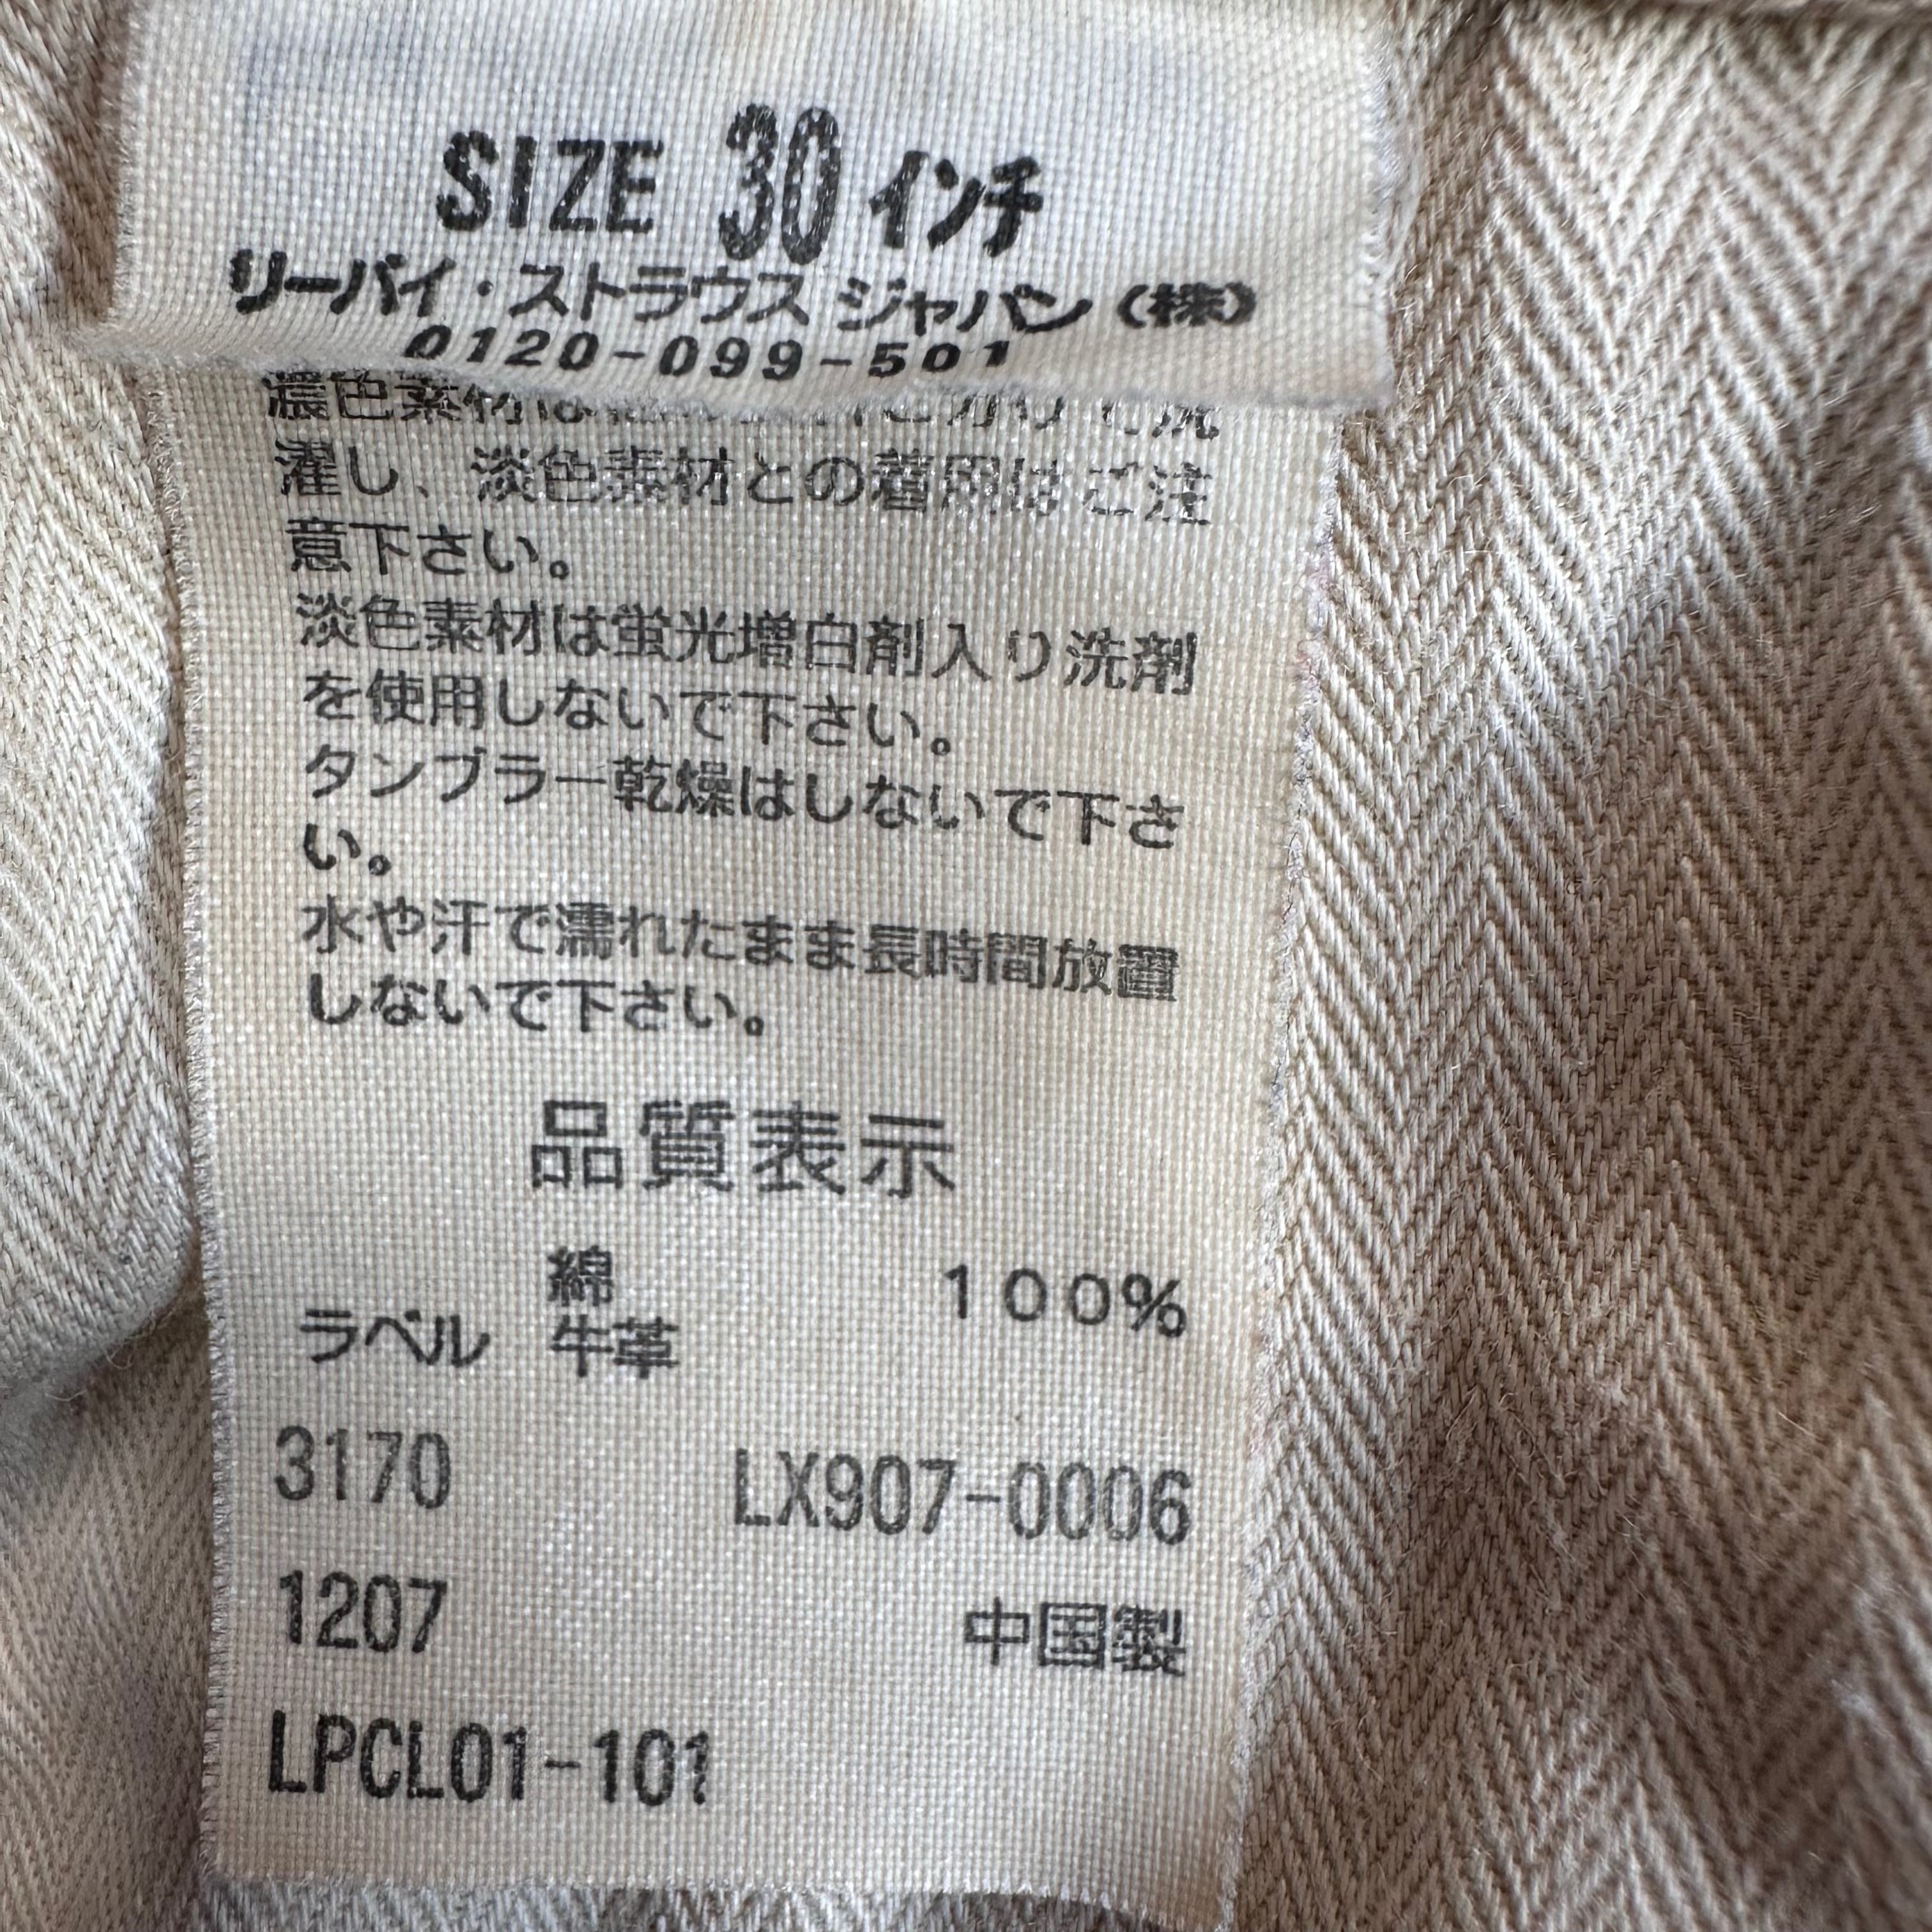 SIZE 30 インチ
リーバイ・ストラウス ジャパン（株）
0120-099-501
濃色素材は
濯し、淡色素材との着用はご注
意下さい。
淡色素材は蛍光増白剤入り洗剤
を使用しないで下さい。
タンブラー乾燥はしないで下さ
い。
水や汗で濡れたまま長時間放置
しないで下さい。
品質表示
綿 100%
ラベル 牛革
3170 LX907-0006
1207 中国製
LPCL01-101